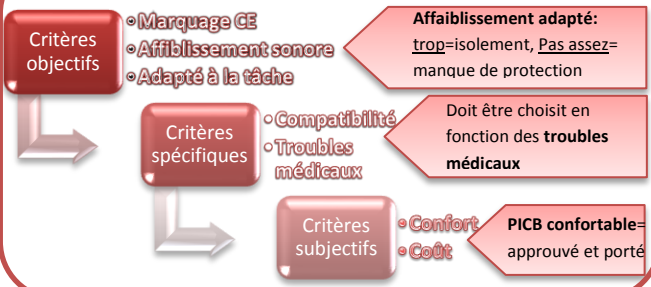 Critères
objectifs
• Marquage CE
• Affiblissement sonore
• Adapté à la tâche
Affaiblissement adapté:
trop=isolement, Pas assez=
manque de protection
Critères
spécifiques
• Compatibilité
• Troubles
médicaux
Doit être choisit en
fonction des troubles
médicaux
Critères
subjectifs
• Confort
• Coût
PICB confortable=
approuvé et porté